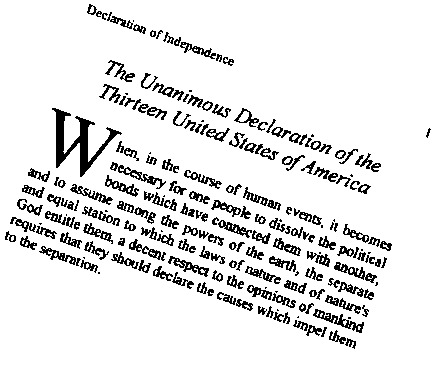 Declaration of Independence
The Unanimous Declaration of the
Thirteen United States of America
When, in the course of human events, it becomes
necessary for one people to dissolve the political
bonds which have connected them with another,
and to assume among the powers of the earth, the separate
and equal station to which the laws of nature and of nature's
God entitle them, a decent respect to the opinions of mankind
requires that they should declare the causes which impel them
to the separation.